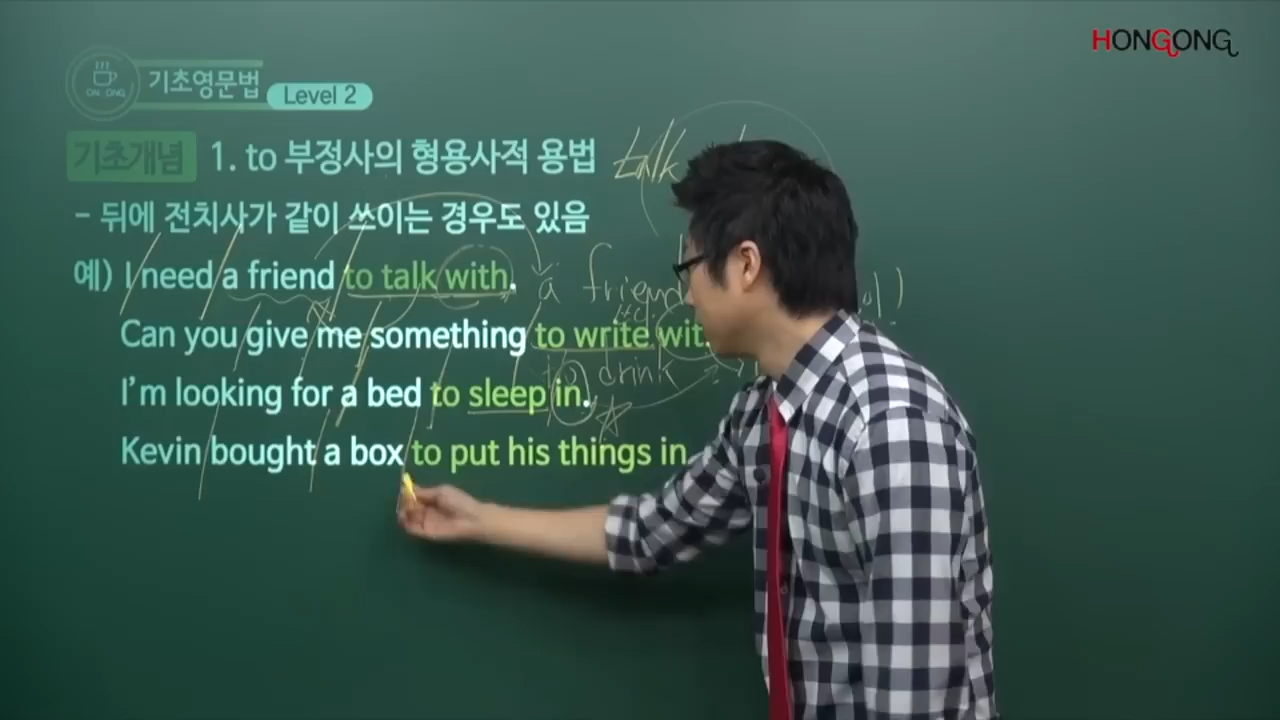 HONGONG
기초영문법 Level 2
기초개념 1. to 부정사의 형용사적 용법 talk
- 뒤에 전치사가 같이 쓰이는 경우도 있음
예) I need a friend to talk with. a friend
Can you give me something to write wit
drink
I'm looking for a bed to sleep in.
Kevin bought a box to put his things in